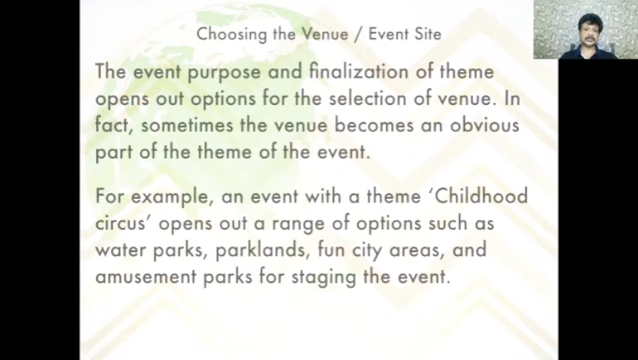 Choosing the Venue / Event Site
The event purpose and finalization of theme
opens out options for the selection of venue. In
fact, sometimes the venue becomes an obvious
part of the theme of the event.
For example, an event with a theme ‘Childhood
circus’ opens out a range of options such as
water parks, parklands, fun city areas, and
amusement parks for staging the event.